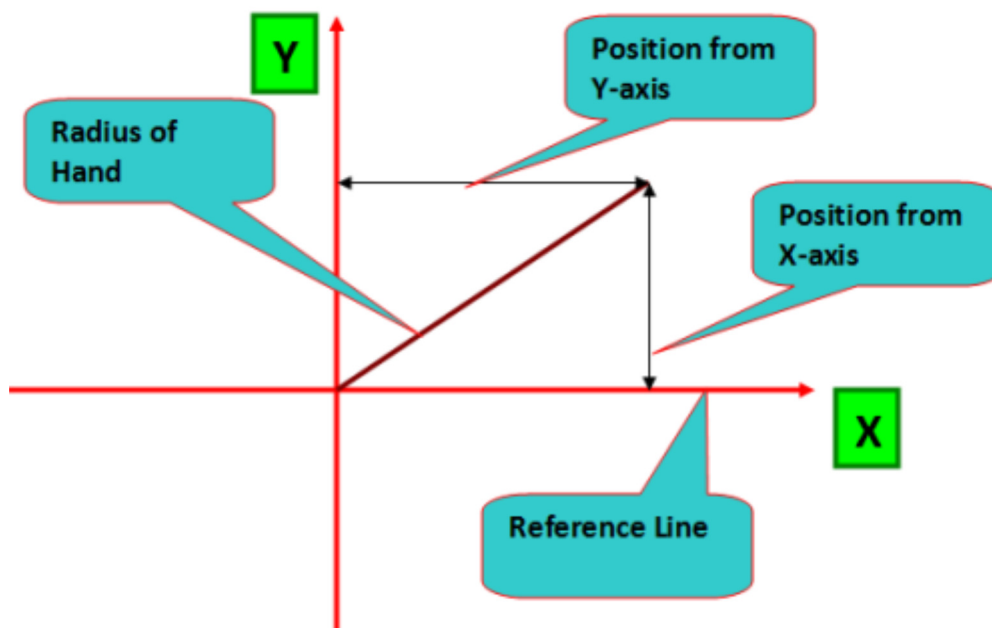 Y
Position from
Y-axis
Radius of
Hand
Position from
X-axis
X
Reference Line